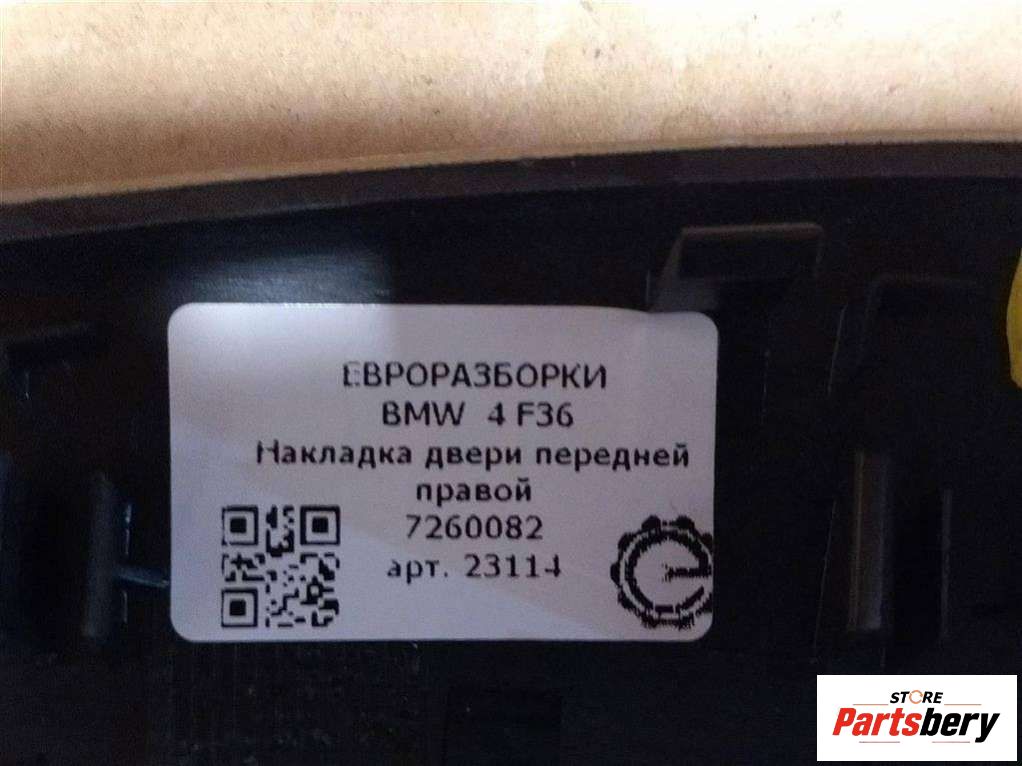 ЕВРОРАЗБОРКИ
BMW 4 F36
Накладка двери передней
правой
7260082
арт. 23114
STORE
Partsbery